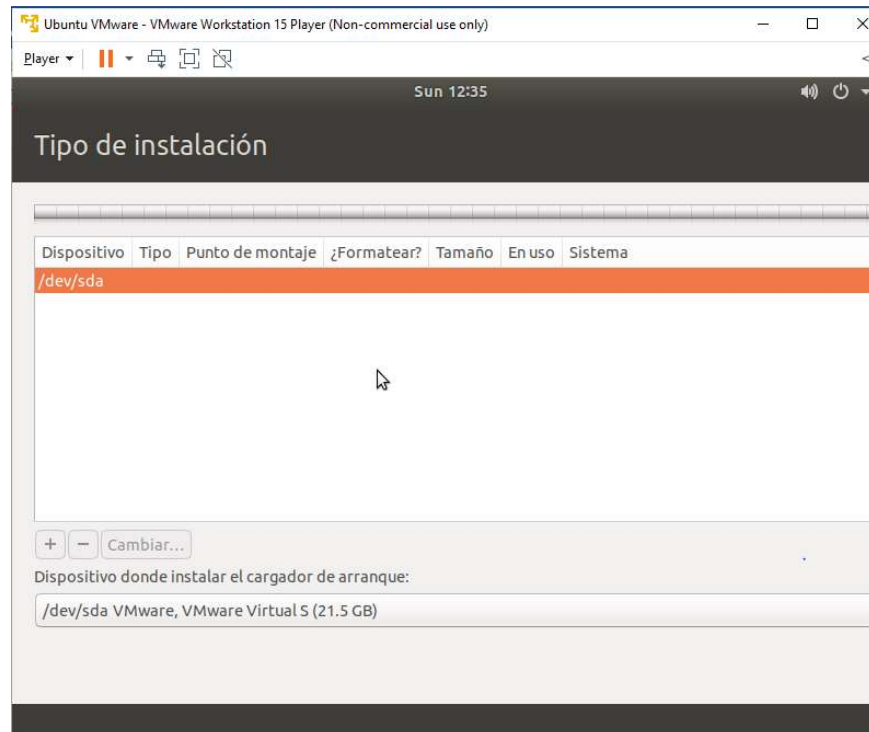 Ubuntu VMware - VMware Workstation 15 Player (Non-commercial use only)
Player
Sun 12:35
Tipo de instalación
Dispositivo Tipo Punto de montaje ¿Formatear? Tamaño En uso Sistema
/dev/sda
+ - Cambiar...
Dispositivo donde instalar el cargador de arranque:
/dev/sda VMware, VMware Virtual S (21.5 GB)